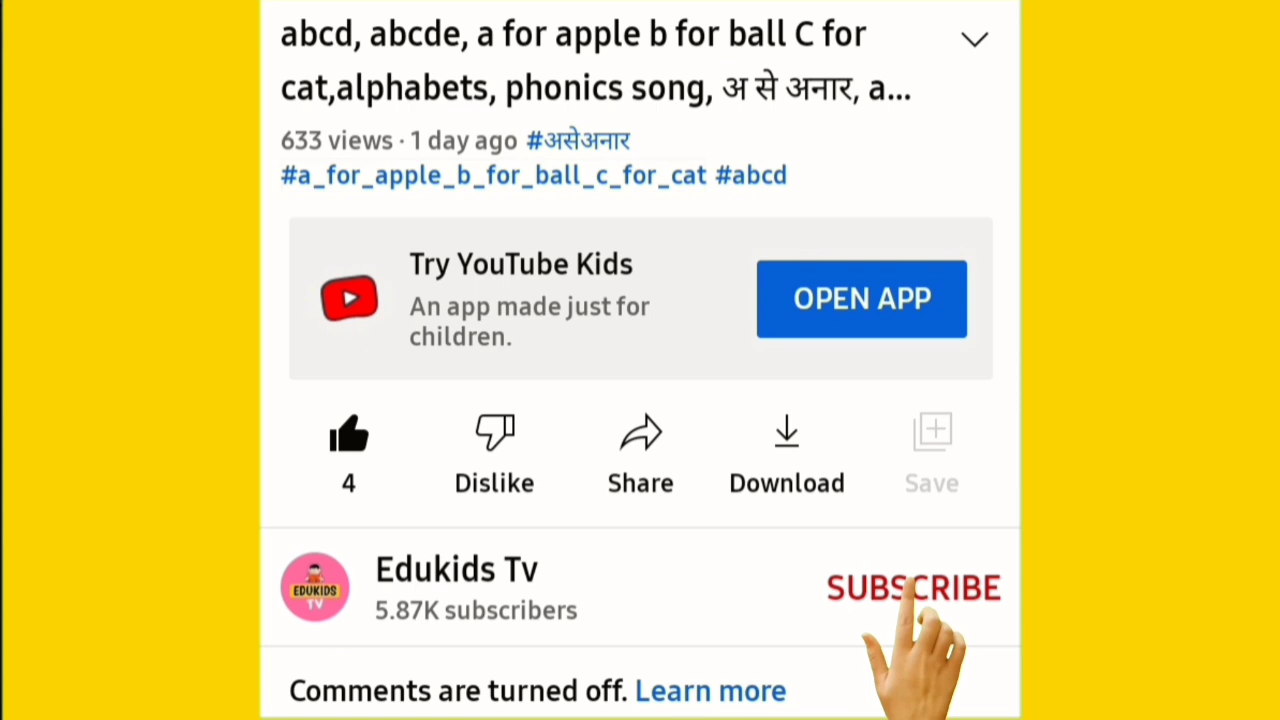 abcd, abcde, a for apple b for ball C for
cat,alphabets, phonics song, अ से अनार, a...
633 views · 1 day ago #असेअनार
#a_for_apple_b_for_ball_c_for_cat #abcd
Try YouTube Kids
An app made just for
children.
OPEN APP
4
Dislike
Share
Download
Save
EDUKIDS
TV
Edukids Tv
5.87K subscribers
SUBSCRIBE
Comments are turned off. Learn more